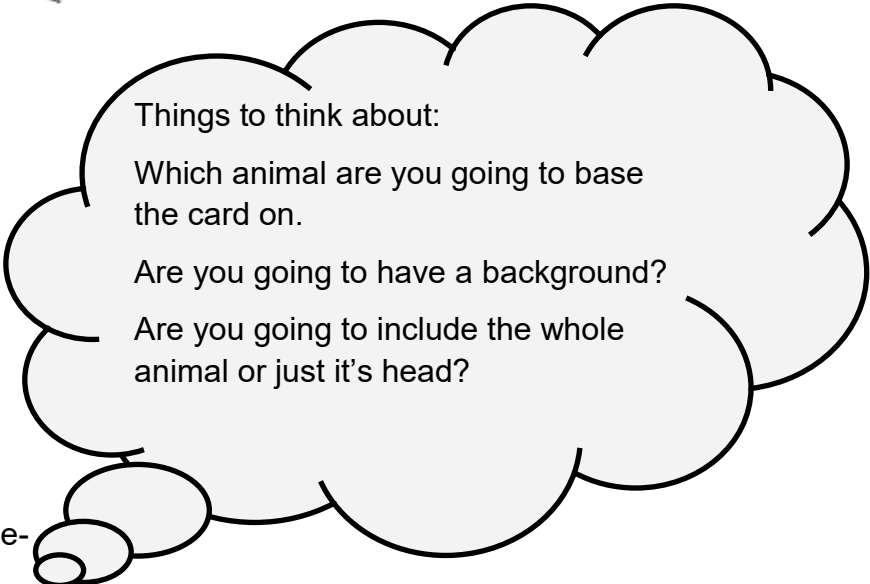 Things to think about:
Which animal are you going to base
the card on.
Are you going to have a background?
Are you going to include the whole
animal or just it’s head?
e-